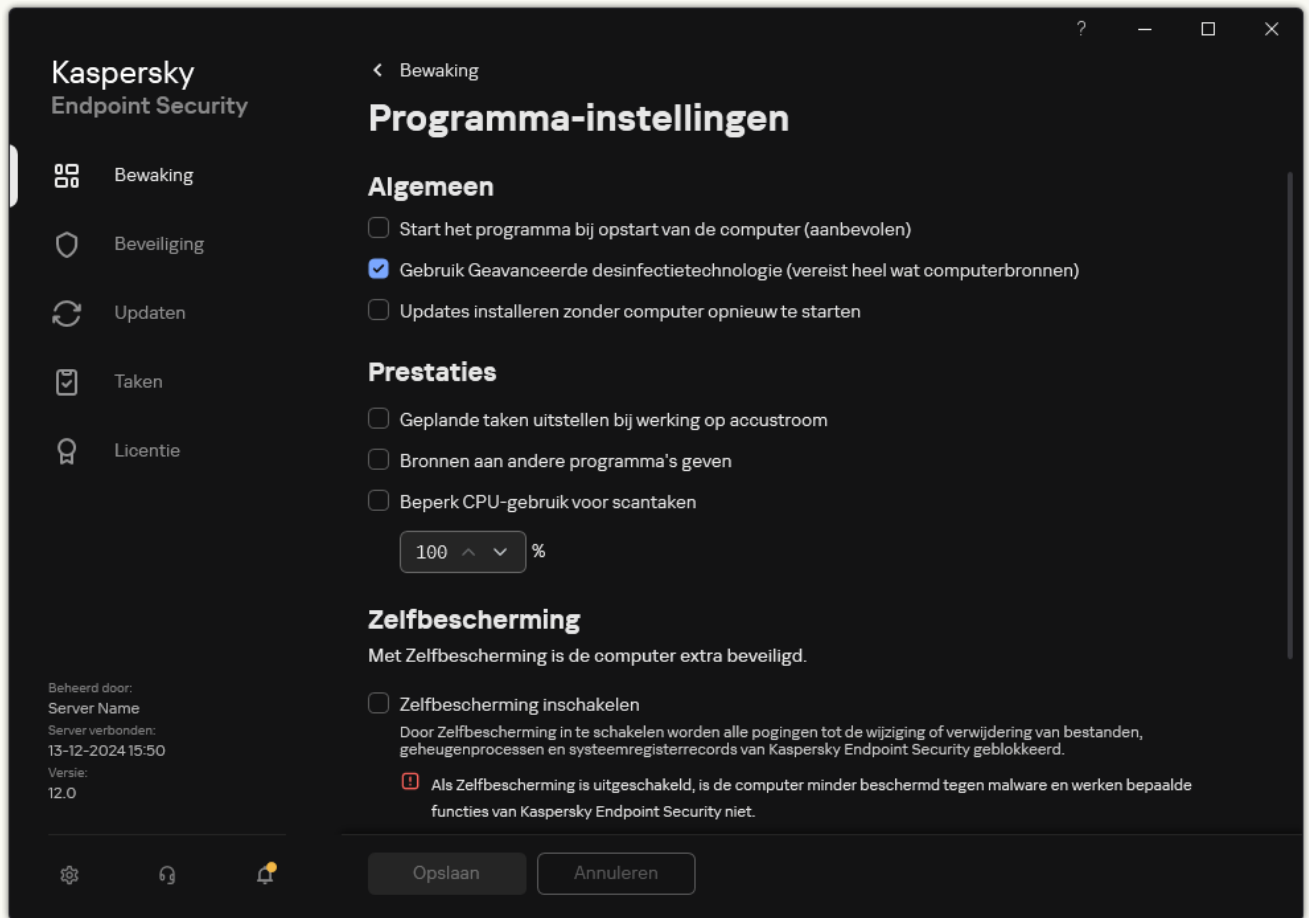 ?
Kaspersky
Endpoint Security
Bewaking
Beveiliging
Updaten
Taken
Licentie
Beheerd door:
Server Name
Server verbonden:
13-12-2024 15:50
Versie:
12.0
Bewaking
Programma-instellingen
Algemeen
Start het programma bij opstart van de computer (aanbevolen)
Gebruik Geavanceerde desinfectietechnologie (vereist heel wat computerbronnen)
Updates installeren zonder computer opnieuw te starten
Prestaties
Geplande taken uitstellen bij werking op accustroom
Bronnen aan andere programma's geven
Beperk CPU-gebruik voor scantaken
100 %
Zelfbescherming
Met Zelfbescherming is de computer extra beveiligd.
Zelfbescherming inschakelen
Door Zelfbescherming in te schakelen worden alle pogingen tot de wijziging of verwijdering van bestanden,
geheugenprocessen en systeemregisterrecords van Kaspersky Endpoint Security geblokkeerd.
Als Zelfbescherming is uitgeschakeld, is de computer minder beschermd tegen malware en werken bepaalde
functies van Kaspersky Endpoint Security niet.
Opslaan
Annuleren